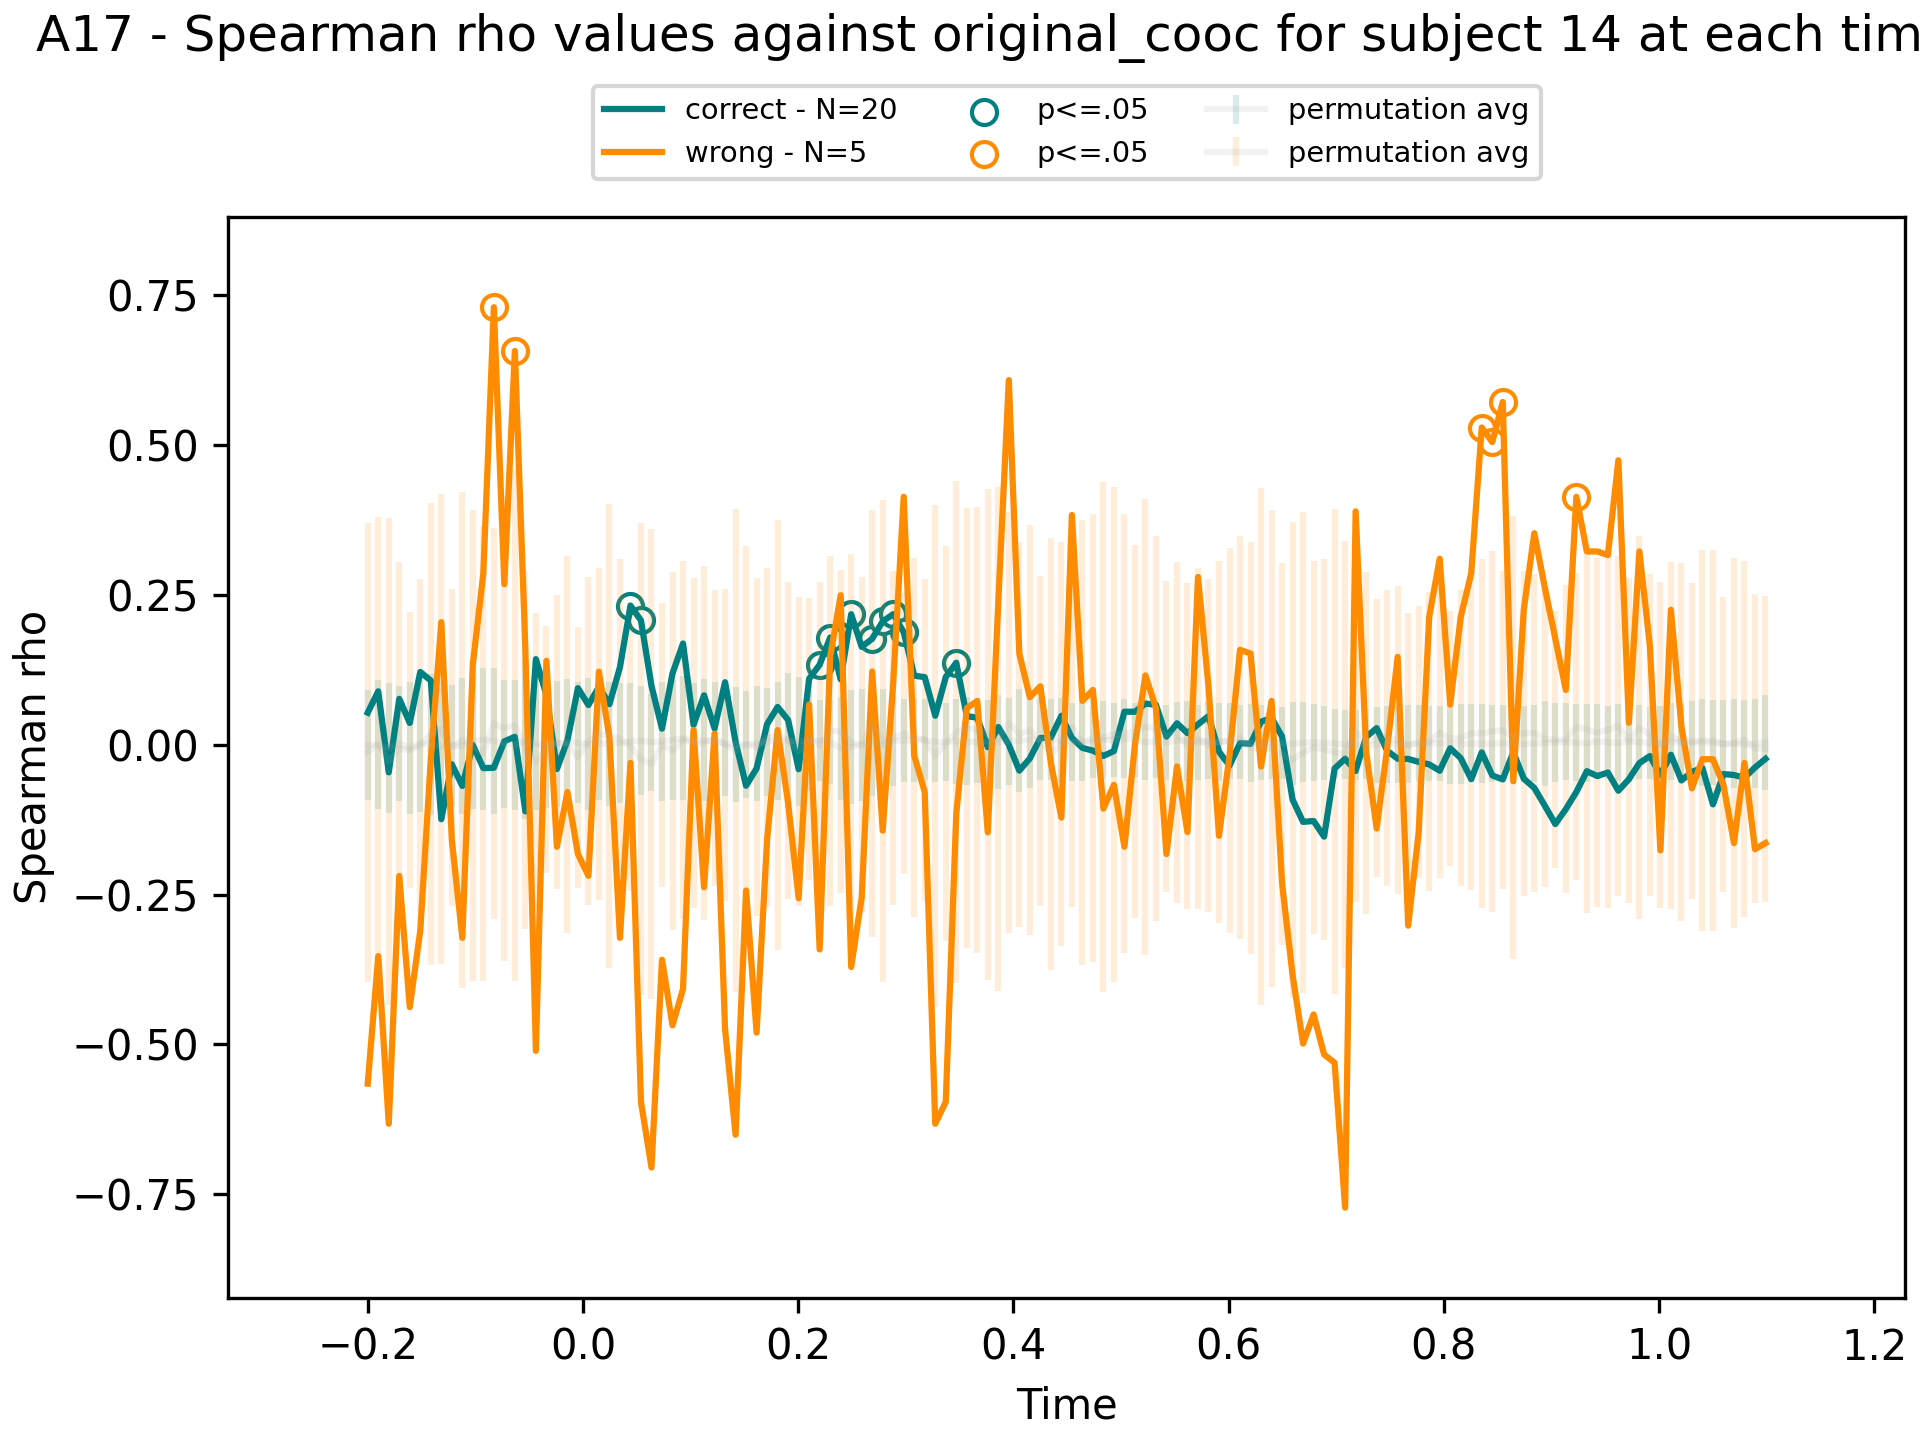 A17 - Spearman rho values against original_cooc for subject 14 at each tim
correct - N=20 p<=.05 permutation avg
wrong - N=5 p<=.05 permutation avg
0.75
0.50
0.25
0.00
−0.25
−0.50
−0.75
Spearman rho
−0.2 0.0 0.2 0.4 0.6 0.8 1.0 1.2
Time